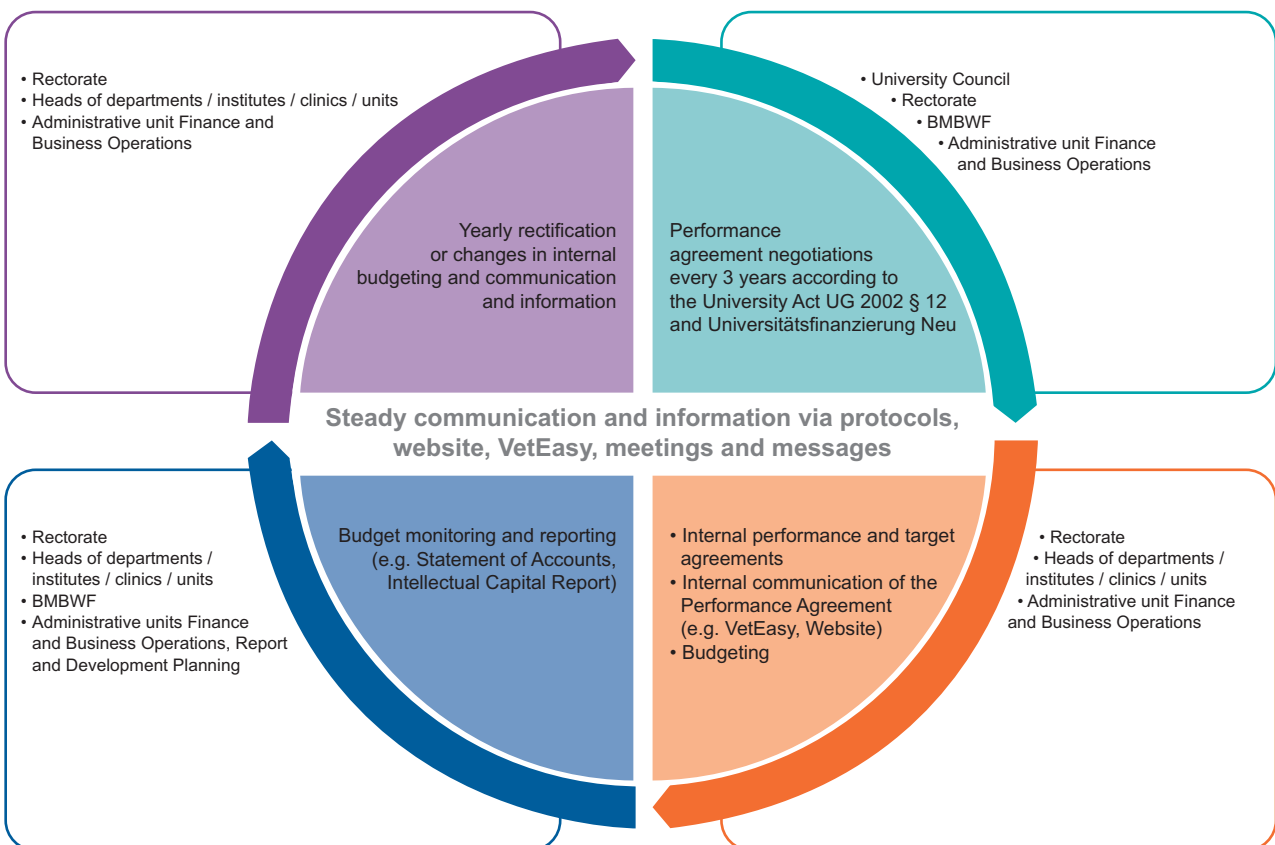 • Rectorate
• Heads of departments / institutes / clinics / units
• Administrative unit Finance and
Business Operations
• University Council
• Rectorate
• BMBWF
• Administrative unit Finance
and Business Operations
Yearly rectification
or changes in internal
budgeting and communication
and information
Performance
agreement negotiations
every 3 years according to
the University Act UG 2002 § 12
and Universitätsfinanzierung Neu
Steady communication and information via protocols,
website, VetEasy, meetings and messages
• Rectorate
• Heads of departments /
institutes / clinics / units
• BMBWF
• Administrative units Finance
and Business Operations, Report
and Development Planning
Budget monitoring and reporting
(e.g. Statement of Accounts,
Intellectual Capital Report)
• Internal performance and target
agreements
• Internal communication of the
Performance Agreement
(e.g. VetEasy, Website)
• Budgeting
• Rectorate
• Heads of departments /
institutes / clinics / units
• Administrative unit Finance
and Business Operations